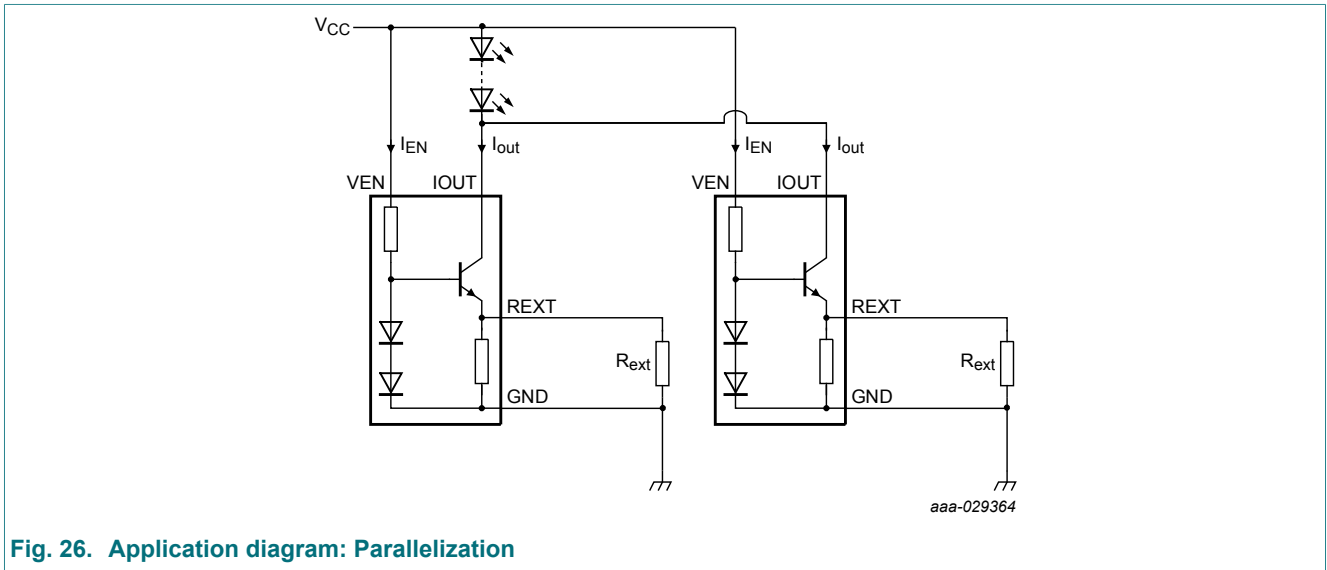 VCC
IEN Iout IEN Iout
VEN IOUT VEN IOUT
REXT REXT
Rext Rext
GND GND
aaa-029364
Fig. 26. Application diagram: Parallelization